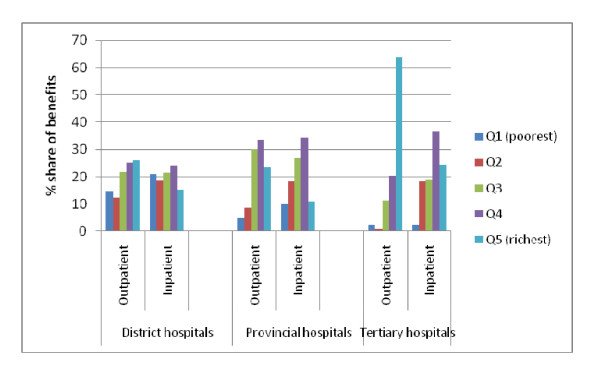 70
60
50
40
30
20
10
0
% share of benefits
Outpatient
Inpatient
Outpatient
Inpatient
Outpatient
Inpatient
District hospitals
Provincial hospitals
Tertiary hospitals
Q1 (poorest)
Q2
Q3
Q4
Q5 (richest)